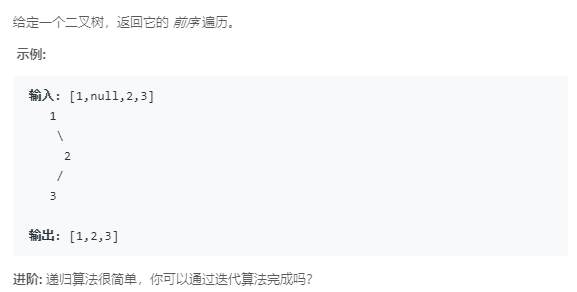 给定一个二叉树，返回它的 前序 遍历。
示例:
输入: [1,null,2,3]
1
\
2
/
3
输出: [1,2,3]
进阶: 递归算法很简单，你可以通过迭代算法完成吗？